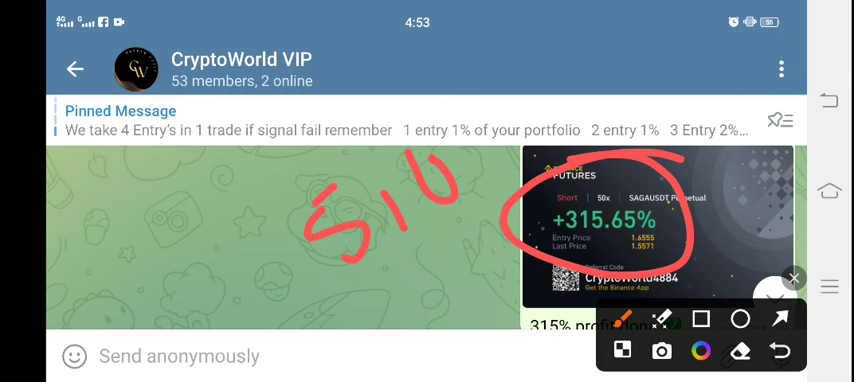 4G G 4:53 55
CryptoWorld VIP
GW
53 members, 2 online
Pinned Message
We take 4 Entry's in 1 trade if signal fail remember 1 entry 1% of your portfolio 2 entry 1% 3 Entry 2%...
FUTURES
Short | 50x | SAGAUSDT Perpetual
+315.65%
Entry Price 1.6555
Last Price 1.5571
Referral Code
CryptoWorld4884
Get the Binance App
315% profit done
Send anonymously